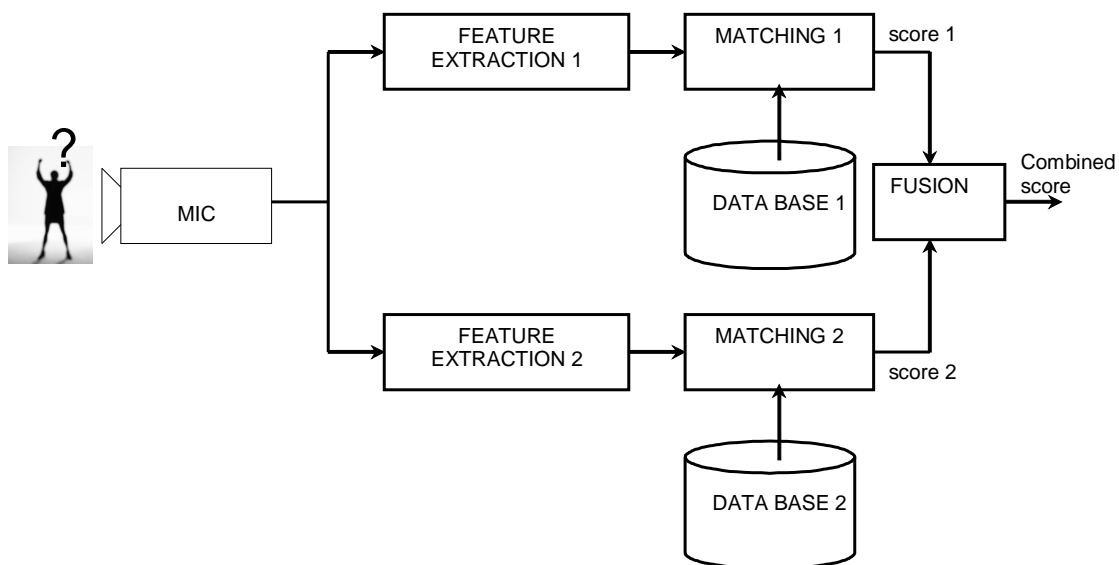 FEATURE
EXTRACTION 1
MATCHING 1
score 1
?
MIC
DATA BASE 1
FUSION
Combined
score
FEATURE
EXTRACTION 2
MATCHING 2
score 2
DATA BASE 2